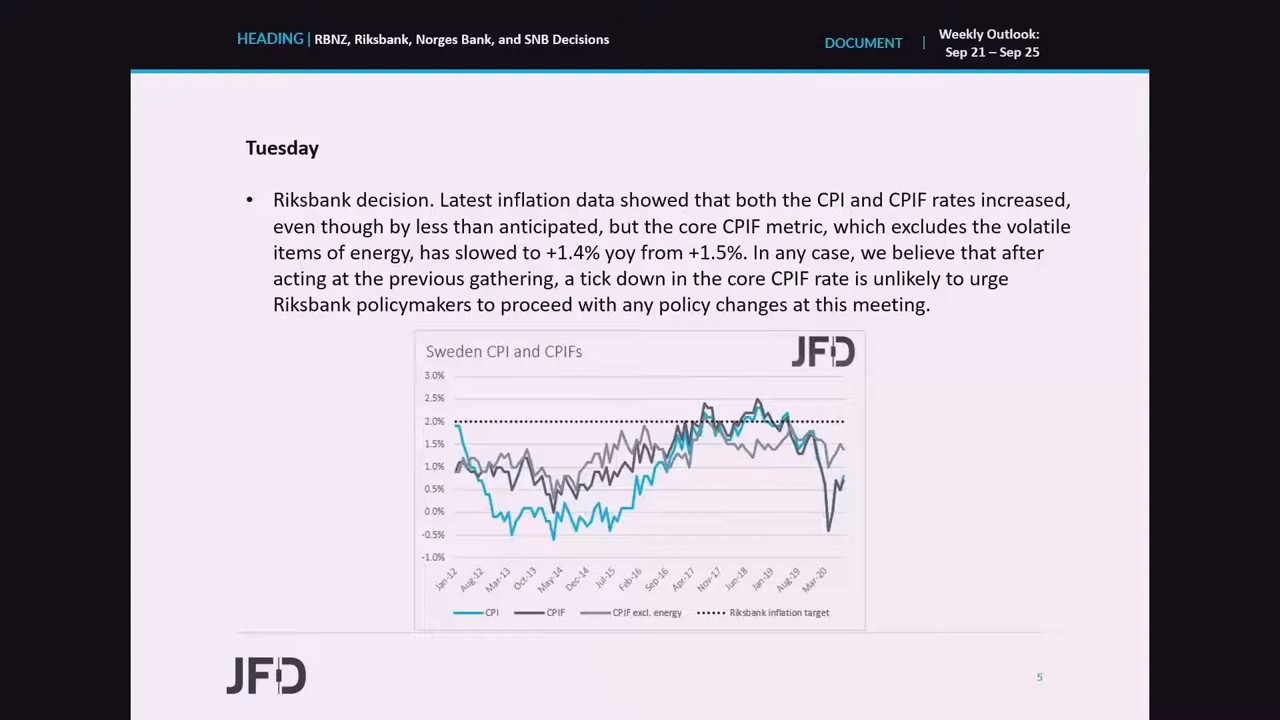 HEADING | RBNZ, Riksbank, Norges Bank, and SNB Decisions
DOCUMENT | Weekly Outlook:
Sep 21 – Sep 25
Tuesday
• Riksbank decision. Latest inflation data showed that both the CPI and CPIF rates increased,
even though by less than anticipated, but the core CPIF metric, which excludes the volatile
items of energy, has slowed to +1.4% yoy from +1.5%. In any case, we believe that after
acting at the previous gathering, a tick down in the core CPIF rate is unlikely to urge
Riksbank policymakers to proceed with any policy changes at this meeting.
Sweden CPI and CPIFs
JFD
3.0%
2.5%
2.0%
1.5%
1.0%
0.5%
0.0%
-0.5%
-1.0%
Jan-12 Aug-12 Mar-13 Oct-13 May-14 Dec-14 Jul-15 Feb-16 Sep-16 Apr-17 Nov-17 Jun-18 Jan-19 Aug-19 Mar-20
CPI CPIF CPIF excl. energy Riksbank inflation target
JFD
5